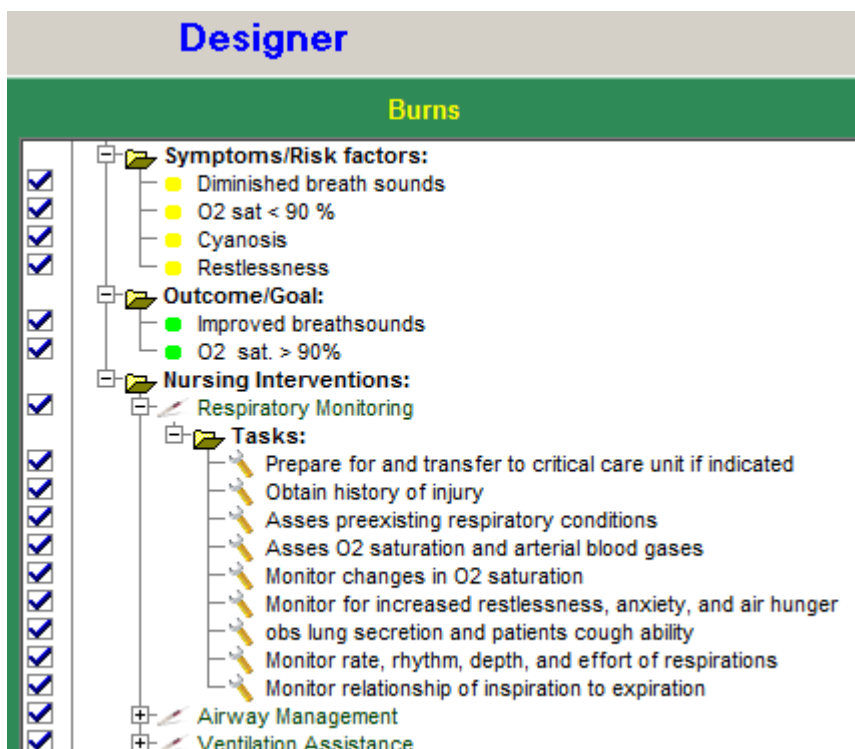 Designer
Burns
Symptoms/Risk factors:
Diminished breath sounds
O2 sat < 90 %
Cyanosis
Restlessness
Outcome/Goal:
Improved breathsounds
O2 sat. > 90%
Nursing Interventions:
Respiratory Monitoring
Tasks:
Prepare for and transfer to critical care unit if indicated
Obtain history of injury
Asses preexisting respiratory conditions
Asses O2 saturation and arterial blood gases
Monitor changes in O2 saturation
Monitor for increased restlessness, anxiety, and air hunger
obs lung secretion and patients cough ability
Monitor rate, rhythm, depth, and effort of respirations
Monitor relationship of inspiration to expiration
Airway Management
Ventilation Assistance